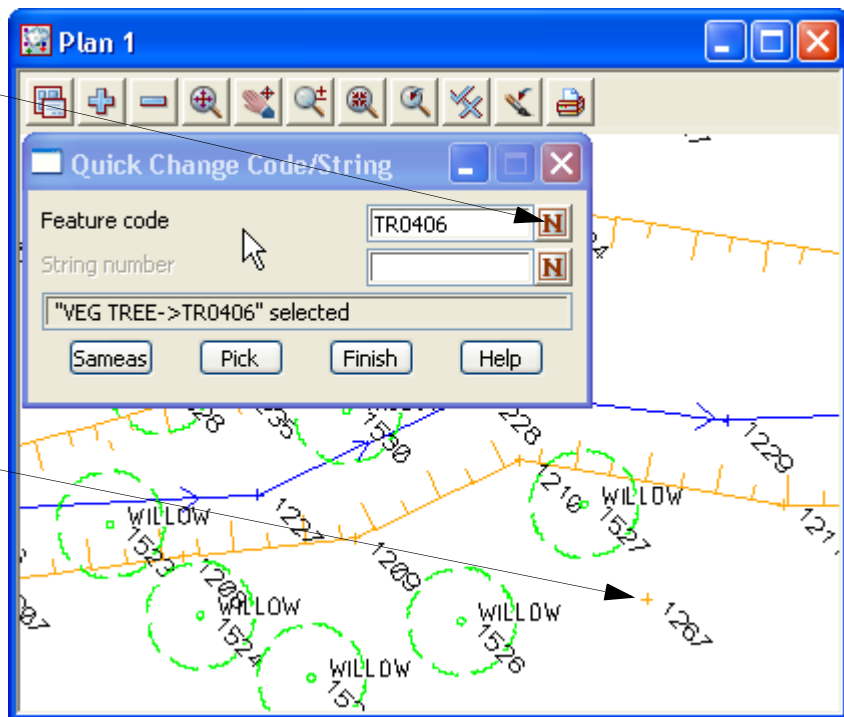 Plan 1
Quick Change Code/String
Feature code
TR0406
N
String number
N
"VEG TREE->TR0406" selected
Sameas
Pick
Finish
Help
1530
1228
1229
1210
WILLOW
1527
WILLOW
1523
1227
1209
1208
WILLOW
1524
WILLOW
1526
1267
WILLOW